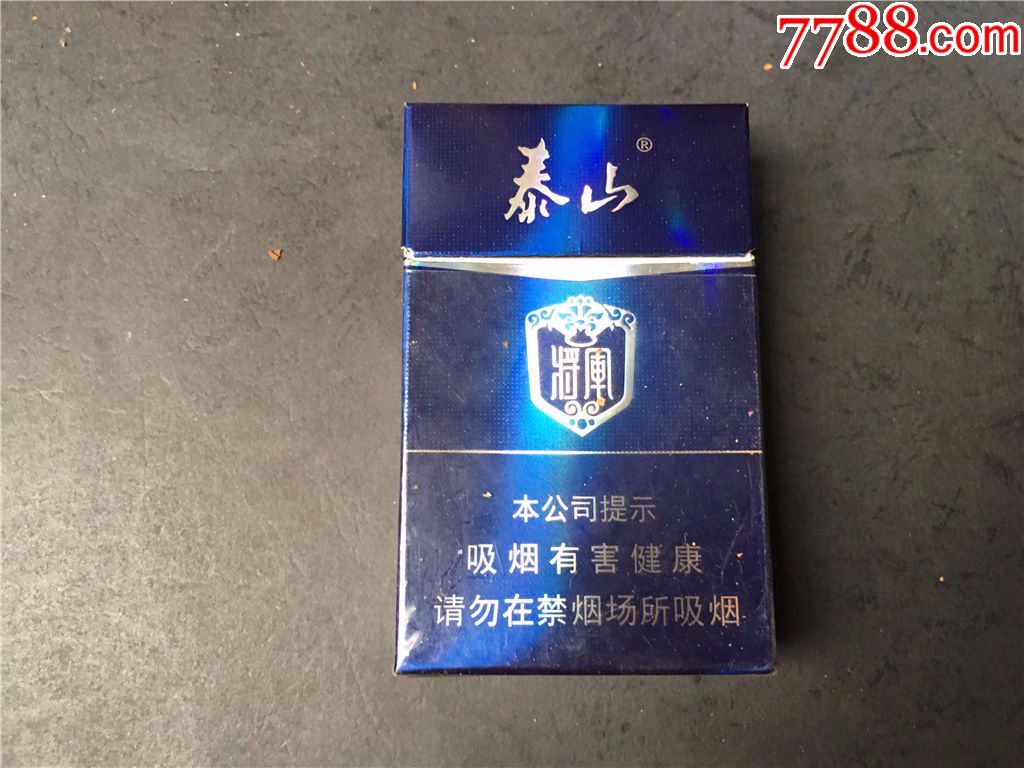 7788.com
泰山®
将军
本公司提示
吸烟有害健康
请勿在禁烟场所吸烟